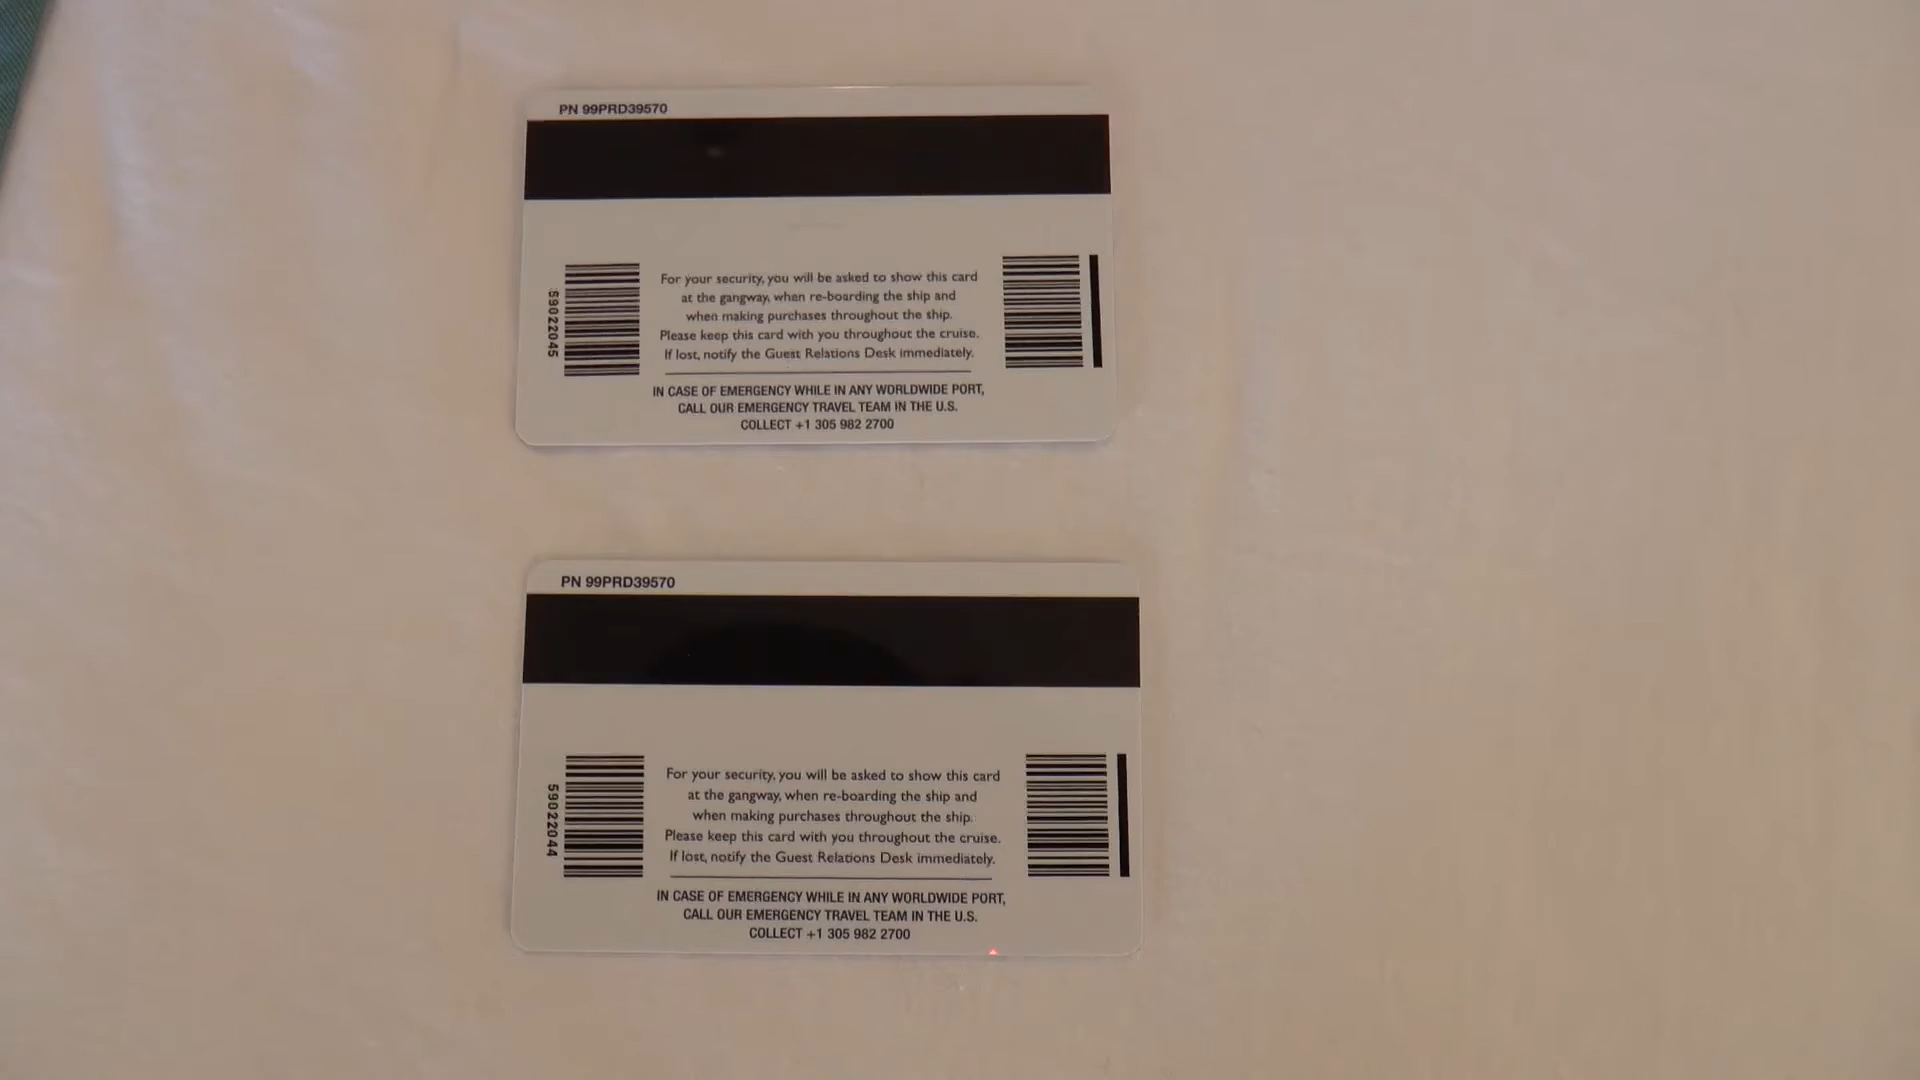 PN 99PRD39570
59022045
For your security, you will be asked to show this card
at the gangway, when re-boarding the ship and
when making purchases throughout the ship.
Please keep this card with you throughout the cruise.
If lost, notify the Guest Relations Desk immediately.
IN CASE OF EMERGENCY WHILE IN ANY WORLDWIDE PORT,
CALL OUR EMERGENCY TRAVEL TEAM IN THE U.S.
COLLECT +1 305 982 2700
PN 99PRD39570
59022044
For your security, you will be asked to show this card
at the gangway, when re-boarding the ship and
when making purchases throughout the ship.
Please keep this card with you throughout the cruise.
If lost, notify the Guest Relations Desk immediately.
IN CASE OF EMERGENCY WHILE IN ANY WORLDWIDE PORT,
CALL OUR EMERGENCY TRAVEL TEAM IN THE U.S.
COLLECT +1 305 982 2700